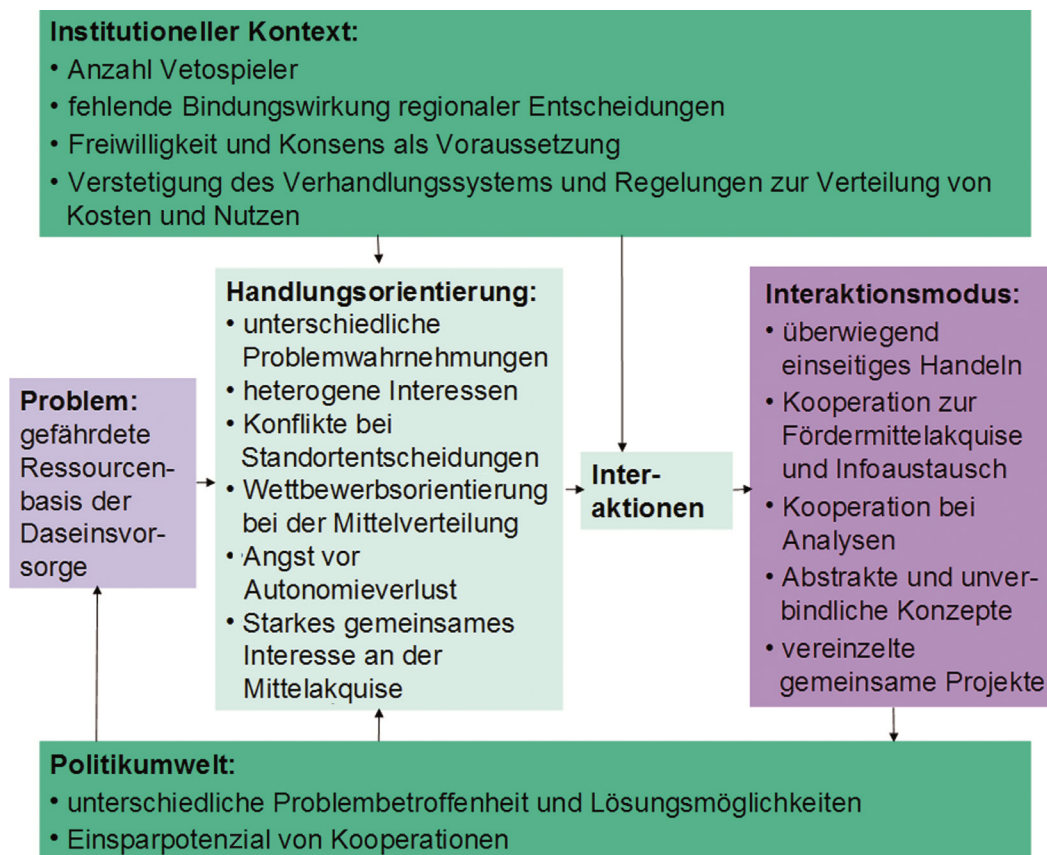 Institutioneller Kontext:
• Anzahl Vetospieler
• fehlende Bindungswirkung regionaler Entscheidungen
• Freiwilligkeit und Konsens als Voraussetzung
• Verstetigung des Verhandlungssystems und Regelungen zur Verteilung von
Kosten und Nutzen
Problem:
gefährdete
Ressourcen-
basis der
Daseinsvor-
sorge
Handlungsorientierung:
• unterschiedliche
Problemwahrnehmungen
• heterogene Interessen
• Konflikte bei
Standortentscheidungen
• Wettbewerbsorientierung
bei der Mittelverteilung
• Angst vor
Autonomieverlust
• Starkes gemeinsames
Interesse an der
Mittelakquise
Inter-
aktionen
Interaktionsmodus:
• überwiegend
einseitiges Handeln
• Kooperation zur
Fördermittelakquise
und Infoaustausch
• Kooperation bei
Analysen
• Abstrakte und unver-
bindliche Konzepte
• vereinzelte
gemeinsame Projekte
Politikumwelt:
• unterschiedliche Problembetroffenheit und Lösungsmöglichkeiten
• Einsparpotenzial von Kooperationen